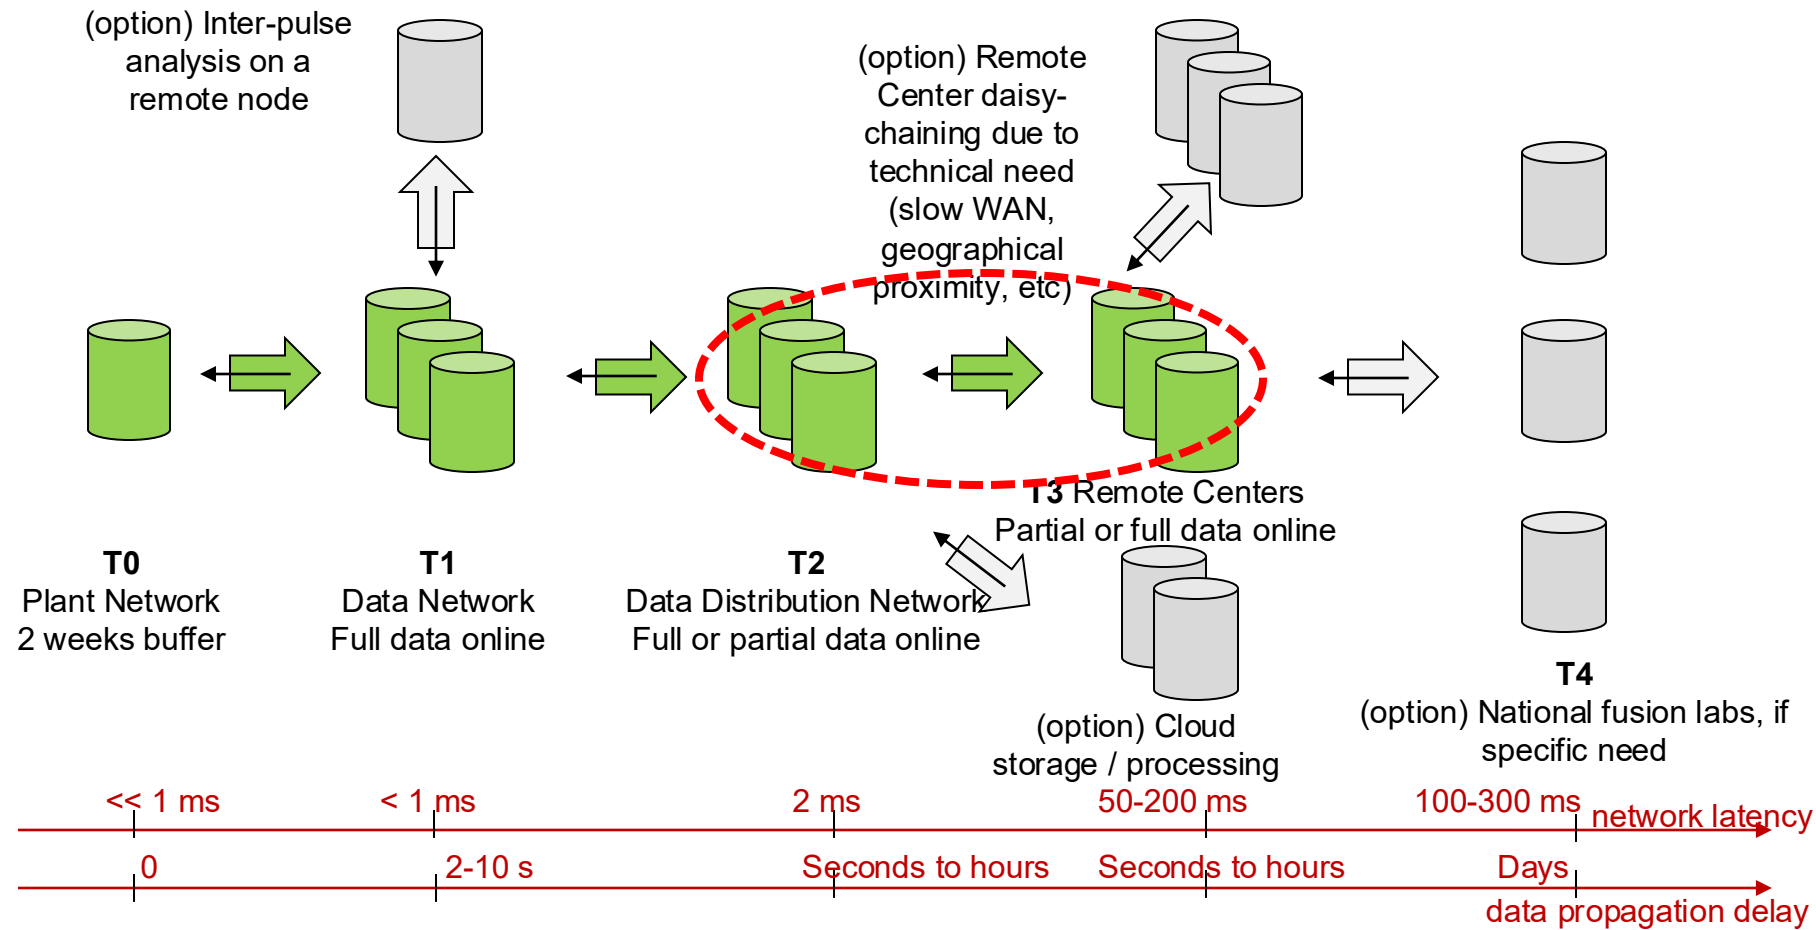 (option) Inter-pulse
analysis on a
remote node
(option) Remote
Center daisy-
chaining due to
technical need
(slow WAN,
geographical
proximity, etc)
T0
Plant Network
2 weeks buffer
T1
Data Network
Full data online
T2
Data Distribution Network
Full or partial data online
T3 Remote Centers
Partial or full data online
(option) Cloud
storage / processing
T4
(option) National fusion labs, if
specific need
<< 1 ms
< 1 ms
2 ms
50-200 ms
100-300 ms
network latency
0
2-10 s
Seconds to hours
Seconds to hours
Days
data propagation delay